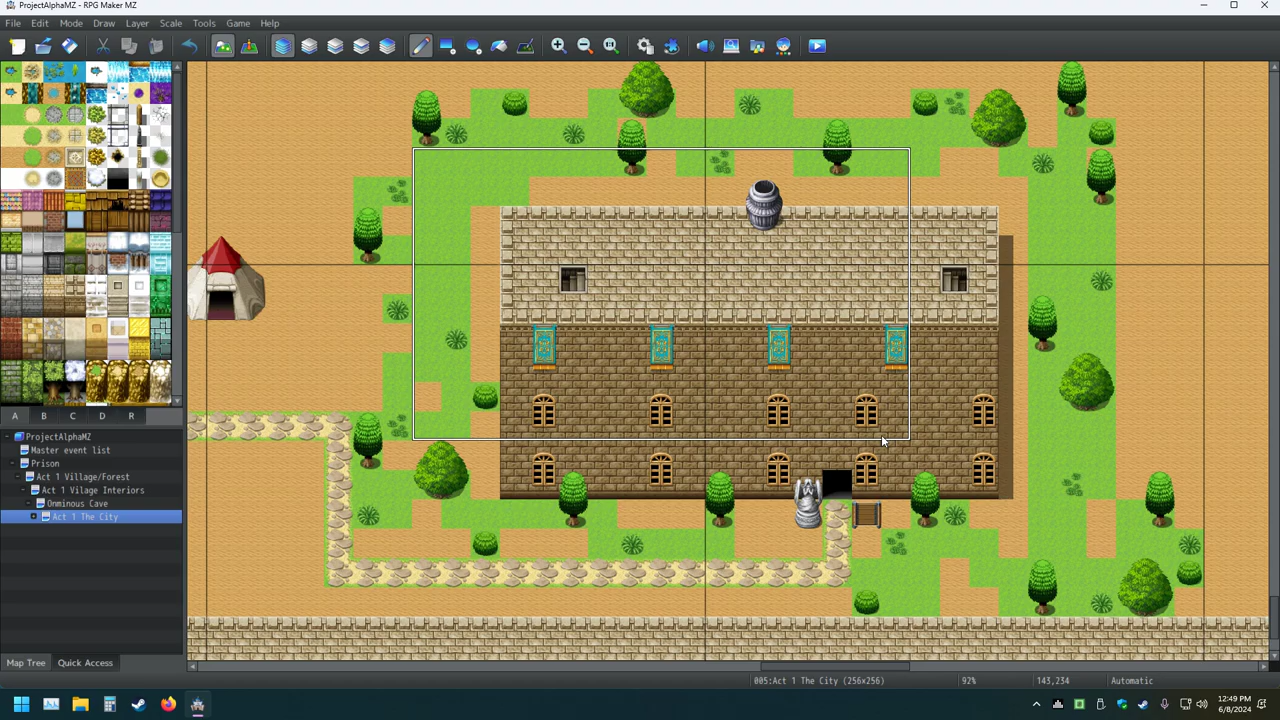 ProjectAlphaMZ - RPG Maker MZ
File Edit Mode Draw Layer Scale Tools Game Help
A B C D R
ProjectAlphaMZ
Master event list
Prison
Act 1 Village/Forest
Act 1 Vilage Interiors
Onminous Cave
Act 1 The City
Map Tree Quick Access
005:Act 1 The City (256x256) 92% 143,234 Automatic
12:49 PM
6/8/2024